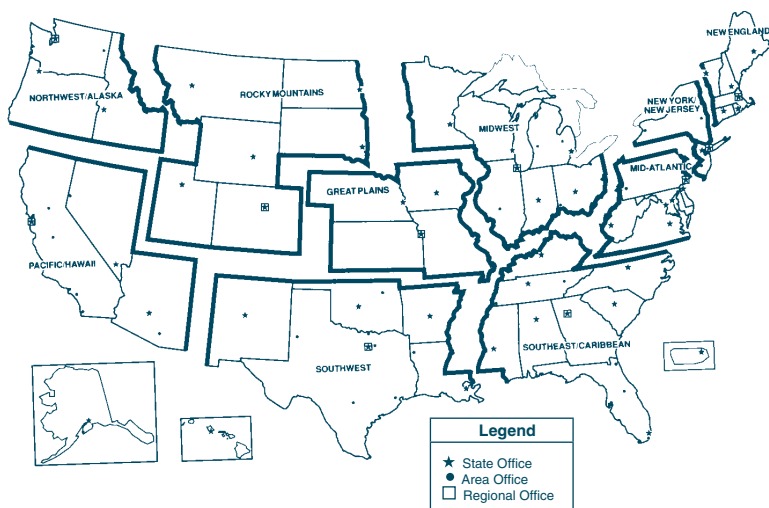 NEW ENGLAND
ROCKY MOUNTAINS
NORTHWEST/ALASKA
NEW YORK/
NEW JERSEY
MIDWEST
MID-ATLANTIC
GREAT PLAINS
PACIFIC/HAWAII
SOUTHEAST/CARIBBEAN
SOUTHWEST
Legend
State Office
Area Office
Regional Office